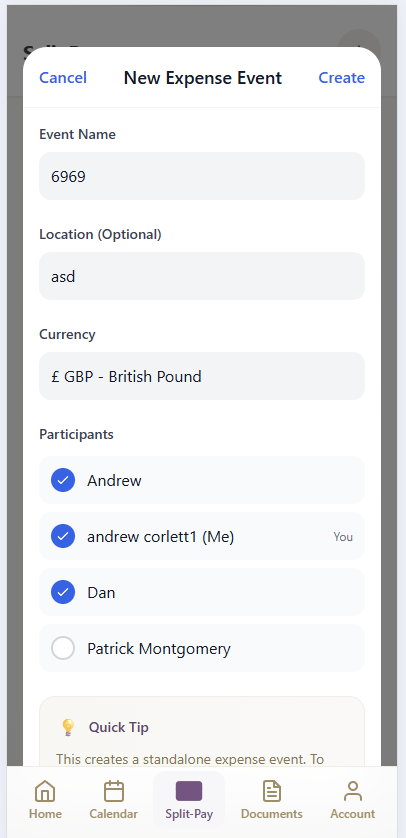 Cancel New Expense Event Create
Event Name
6969
Location (Optional)
asd
Currency
£ GBP - British Pound
Participants
Andrew
andrew corlett1 (Me) You
Dan
Patrick Montgomery
Quick Tip
This creates a standalone expense event. To
Home Calendar Split-Pay Documents Account